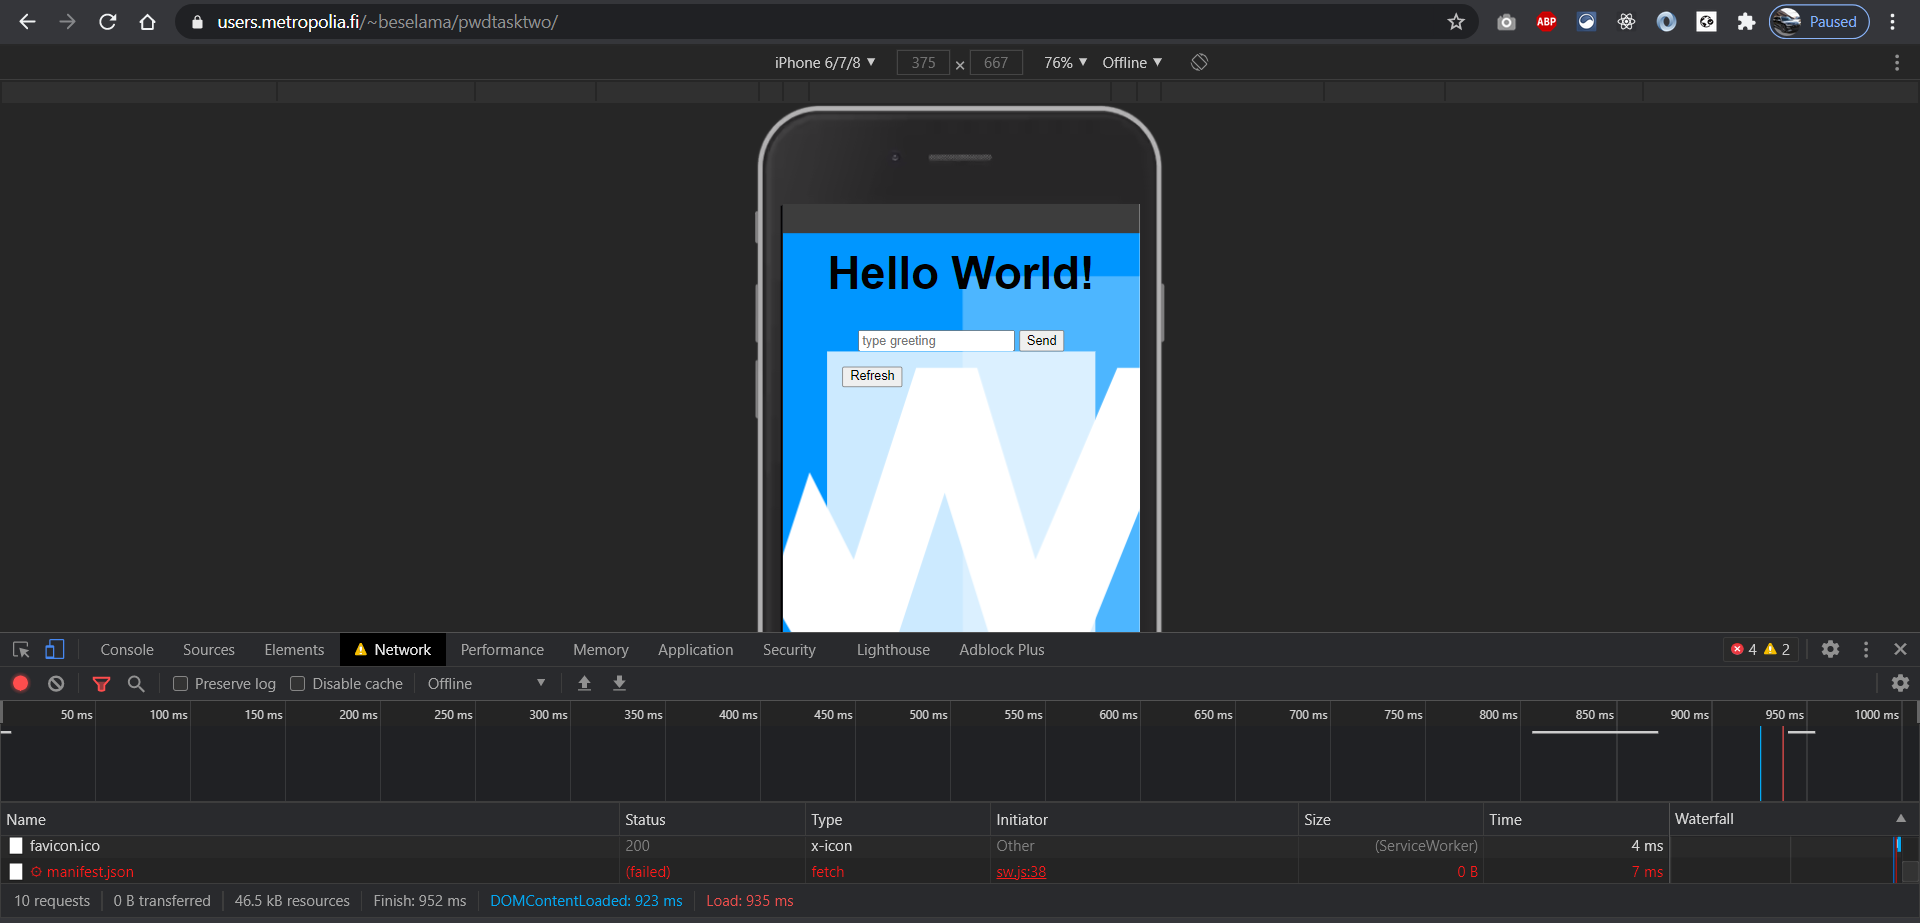 users.metropolia.fi/~beselama/pwdtasktwo/
ABP
Paused
iPhone 6/7/8 ▼ 375 × 667 76% ▼ Offline ▼
Hello World!
type greeting Send
Refresh
Console Sources Elements Network Performance Memory Application Security Lighthouse Adblock Plus 4 2
Preserve log Disable cache Offline ▼
50 ms 100 ms 150 ms 200 ms 250 ms 300 ms 350 ms 400 ms 450 ms 500 ms 550 ms 600 ms 650 ms 700 ms 750 ms 800 ms 850 ms 900 ms 950 ms 1000 ms
Name Status Type Initiator Size Time Waterfall
favicon.ico 200 x-icon Other (ServiceWorker) 4 ms
manifest.json (failed) fetch sw.js:38 0 B 7 ms
10 requests 0 B transferred 46.5 kB resources Finish: 952 ms DOMContentLoaded: 923 ms Load: 935 ms